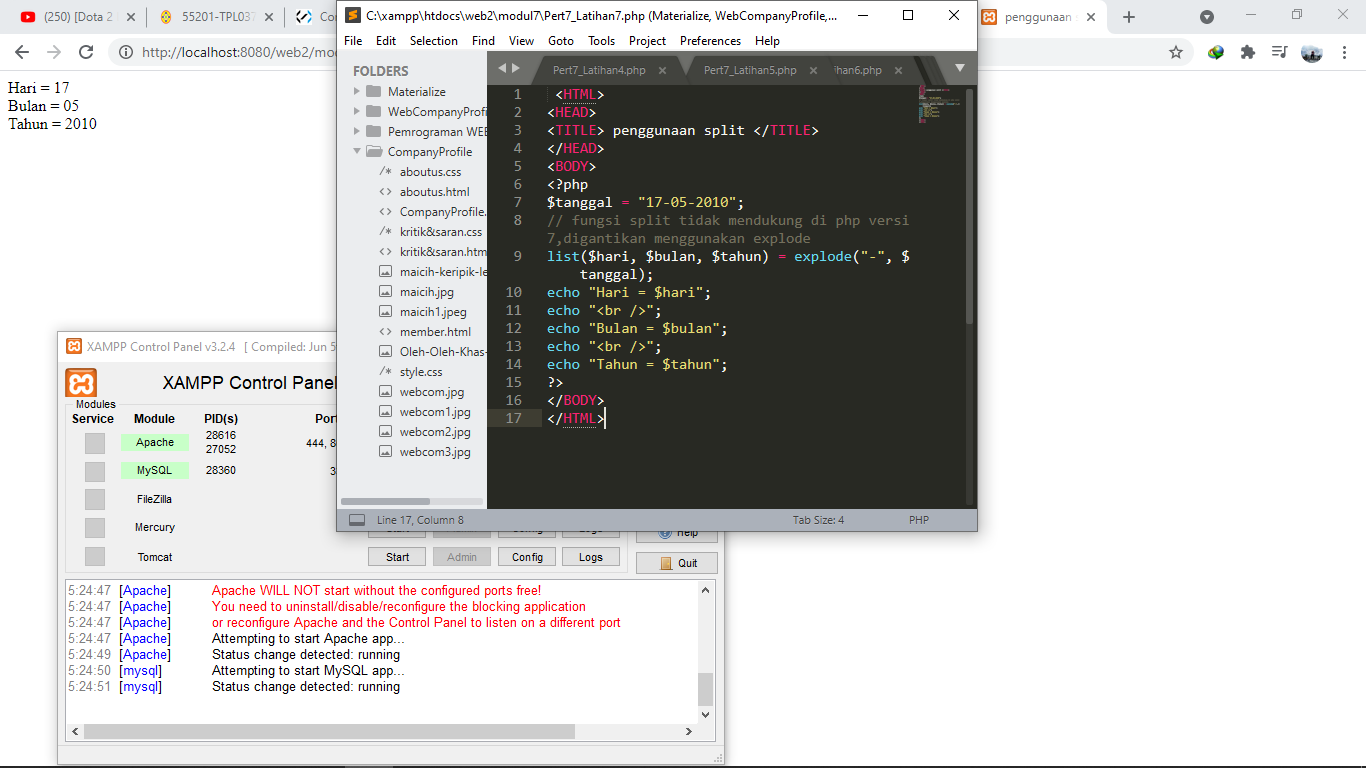 (250) [Dota 2
55201-TPL037
Co
penggunaan s
http://localhost:8080/web2/mo
Hari = 17
Bulan = 05
Tahun = 2010
C:\xampp\htdocs\web2\modul7\Pert7_Latihan7.php (Materialize, WebCompanyProfile,...
File Edit Selection Find View Goto Tools Project Preferences Help
FOLDERS
Materialize
WebCompanyProfi
Pemrograman WEB
CompanyProfile
/* aboutus.css
<> aboutus.html
<> CompanyProfile.
/* kritik&saran.css
<> kritik&saran.htm
maicih-keripik-le
maicih.jpg
maicih1.jpeg
<> member.html
Oleh-Oleh-Khas-
/* style.css
webcom.jpg
webcom1.jpg
webcom2.jpg
webcom3.jpg
Pert7_Latihan4.php Pert7_Latihan5.php ihan6.php
1 <HTML>
2 <HEAD>
3 <TITLE> penggunaan split </TITLE>
4 </HEAD>
5 <BODY>
6 <?php
7 $tanggal = "17-05-2010";
8 // fungsi split tidak mendukung di php versi
7,digantikan menggunakan explode
9 list($hari, $bulan, $tahun) = explode("-", $
tanggal);
10 echo "Hari = $hari";
11 echo "<br />";
12 echo "Bulan = $bulan";
13 echo "<br />";
14 echo "Tahun = $tahun";
15 ?>
16 </BODY>
17 </HTML>
Line 17, Column 8 Tab Size: 4 PHP
XAMPP Control Panel v3.2.4 [ Compiled: Jun 5
XAMPP Control Panel
Modules
Service Module PID(s) Por
Apache 28616
27052 444, 8
MySQL 28360 3
FileZilla
Mercury
Tomcat Start Admin Config Logs
Help
Quit
5:24:47 [Apache] Apache WILL NOT start without the configured ports free!
5:24:47 [Apache] You need to uninstall/disable/reconfigure the blocking application
5:24:47 [Apache] or reconfigure Apache and the Control Panel to listen on a different port
5:24:47 [Apache] Attempting to start Apache app...
5:24:49 [Apache] Status change detected: running
5:24:50 [mysql] Attempting to start MySQL app...
5:24:51 [mysql] Status change detected: running